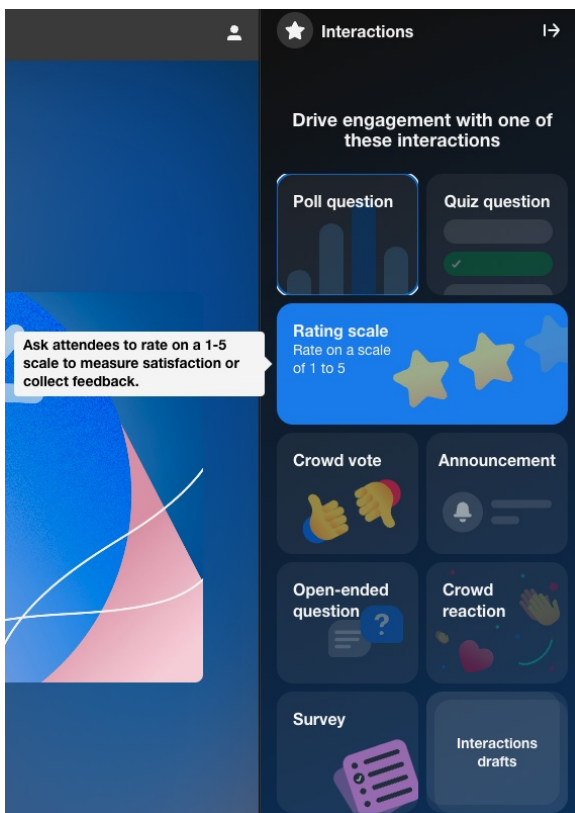 Interactions
Drive engagement with one of
these interactions
Poll question
Quiz question
Ask attendees to rate on a 1-5
scale to measure satisfaction or
collect feedback.
Rating scale
Rate on a scale
of 1 to 5
Crowd vote
Announcement
Open-ended
question
?
Crowd
reaction
Survey
Interactions
drafts